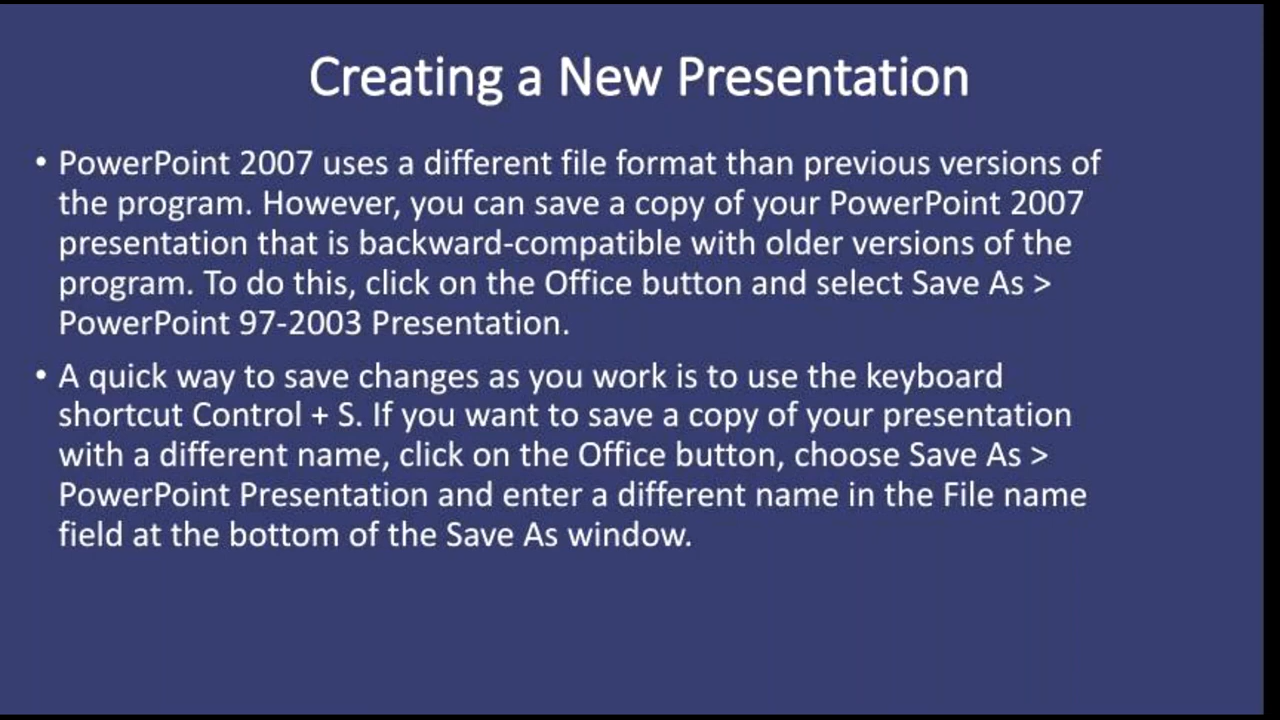 Creating a New Presentation
• PowerPoint 2007 uses a different file format than previous versions of
the program. However, you can save a copy of your PowerPoint 2007
presentation that is backward-compatible with older versions of the
program. To do this, click on the Office button and select Save As >
PowerPoint 97-2003 Presentation.
• A quick way to save changes as you work is to use the keyboard
shortcut Control + S. If you want to save a copy of your presentation
with a different name, click on the Office button, choose Save As >
PowerPoint Presentation and enter a different name in the File name
field at the bottom of the Save As window.